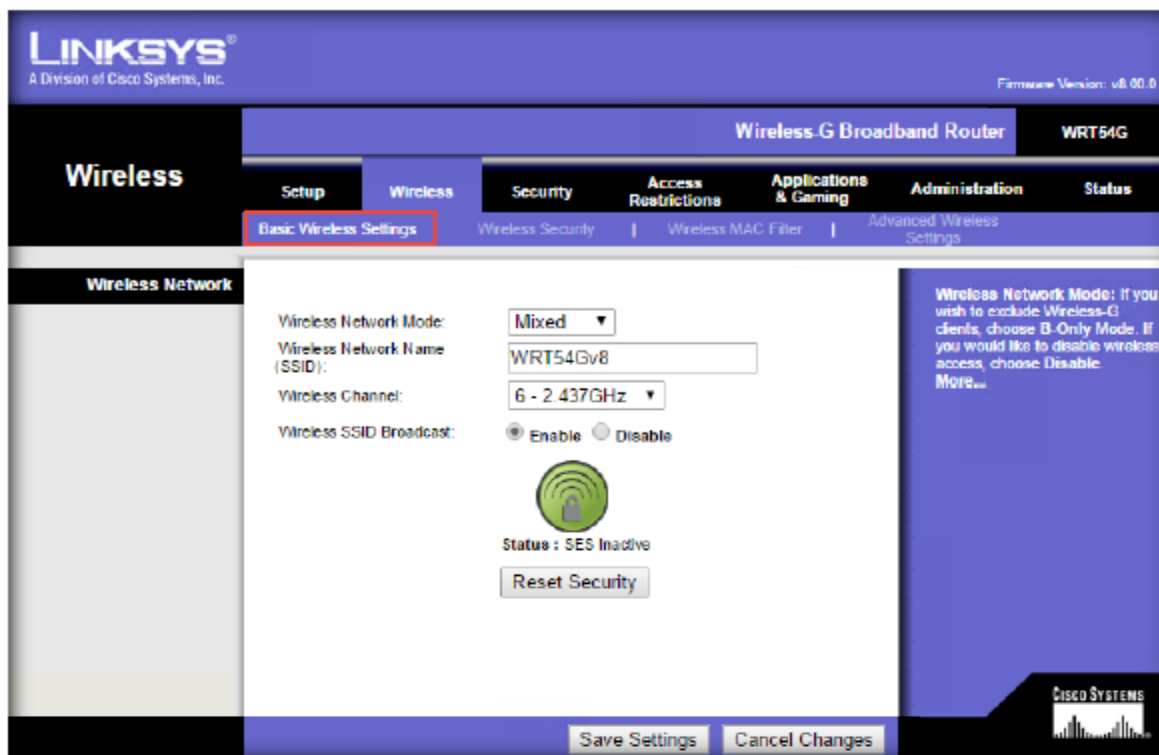 LINKSYS®
A Division of Cisco Systems, Inc.
Firmware Version: v8.00.0
Wireless-G Broadband Router WRT54G
Wireless
Setup Wireless Security Access Restrictions Applications & Gaming Administration Status
Basic Wireless Settings Wireless Security | Wireless MAC Filter | Advanced Wireless Settings
Wireless Network
Wireless Network Mode: Mixed
Wireless Network Name (SSID): WRT54Gv8
Wireless Channel: 6 - 2.437GHz
Wireless SSID Broadcast: Enable Disable
Status : SES Inactive
Reset Security
Wireless Network Mode: If you
wish to exclude Wireless-G
clients, choose B-Only Mode. If
you would like to disable wireless
access, choose Disable.
More...
Save Settings Cancel Changes
CISCO SYSTEMS